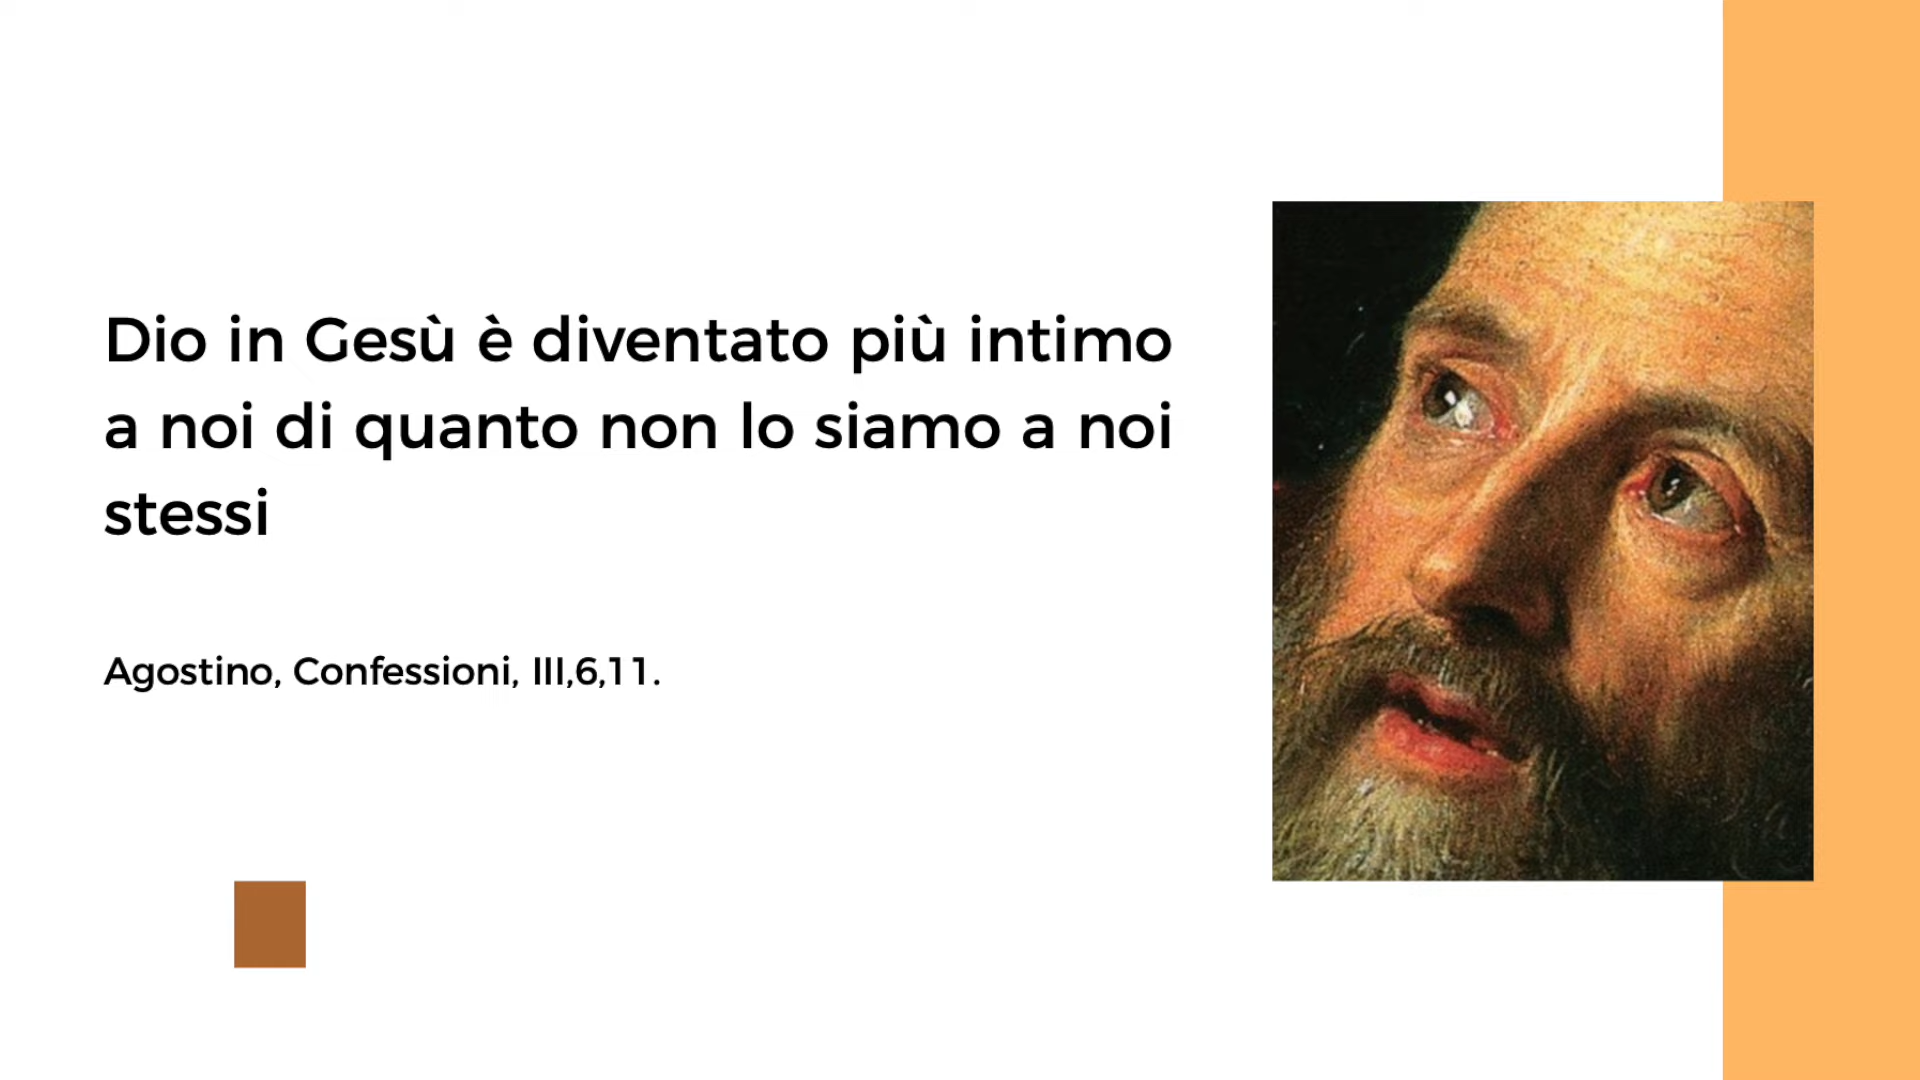 Dio in Gesù è diventato più intimo
a noi di quanto non lo siamo a noi
stessi
Agostino, Confessioni, III,6,11.